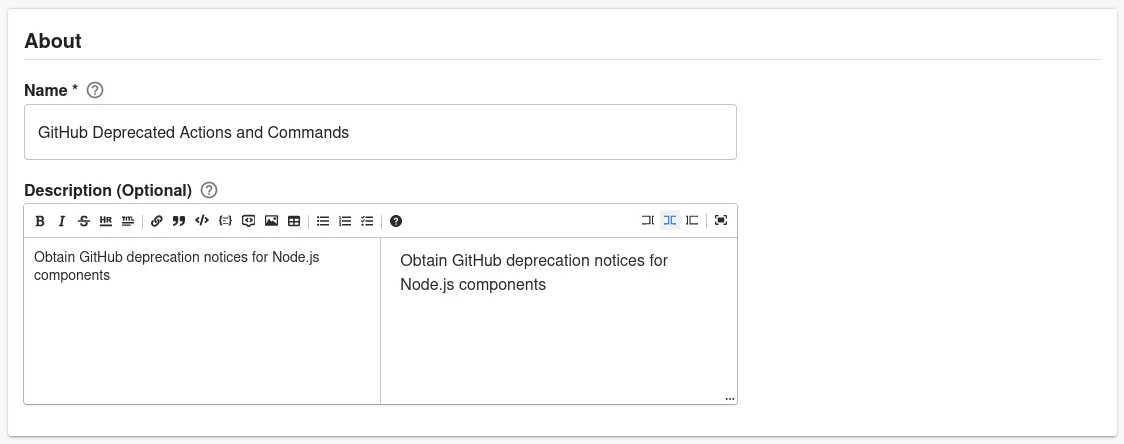 About
Name *
GitHub Deprecated Actions and Commands
Description (Optional)
B I S HR TITL
Obtain GitHub deprecation notices for Node.js
components
Obtain GitHub deprecation notices for
Node.js components